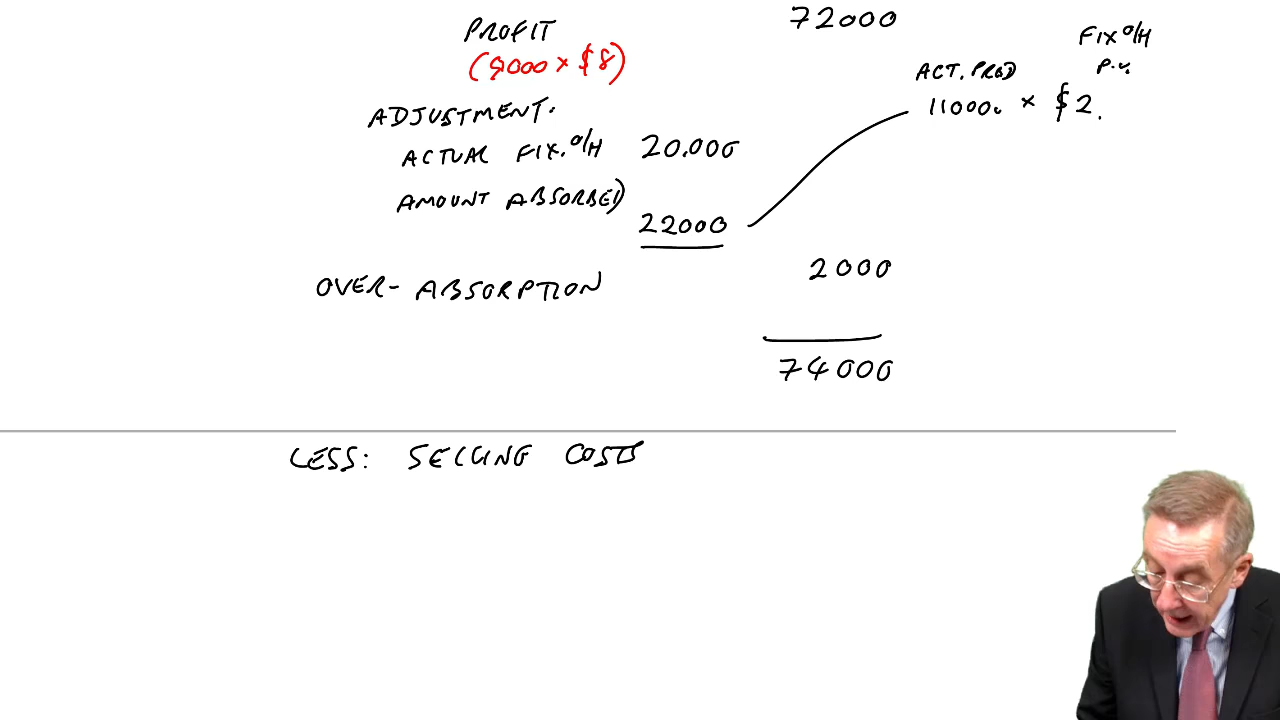 PROFIT 72000
(9000 x $8)
FIX O/H
P.U.
ACT. PROD
11000 x $2.
ADJUSTMENT.
ACTUAL FIX. O/H 20.000
AMOUNT ABSORBED
22000
OVER-ABSORPTION 2000
74000
LESS: SELLING COSTS